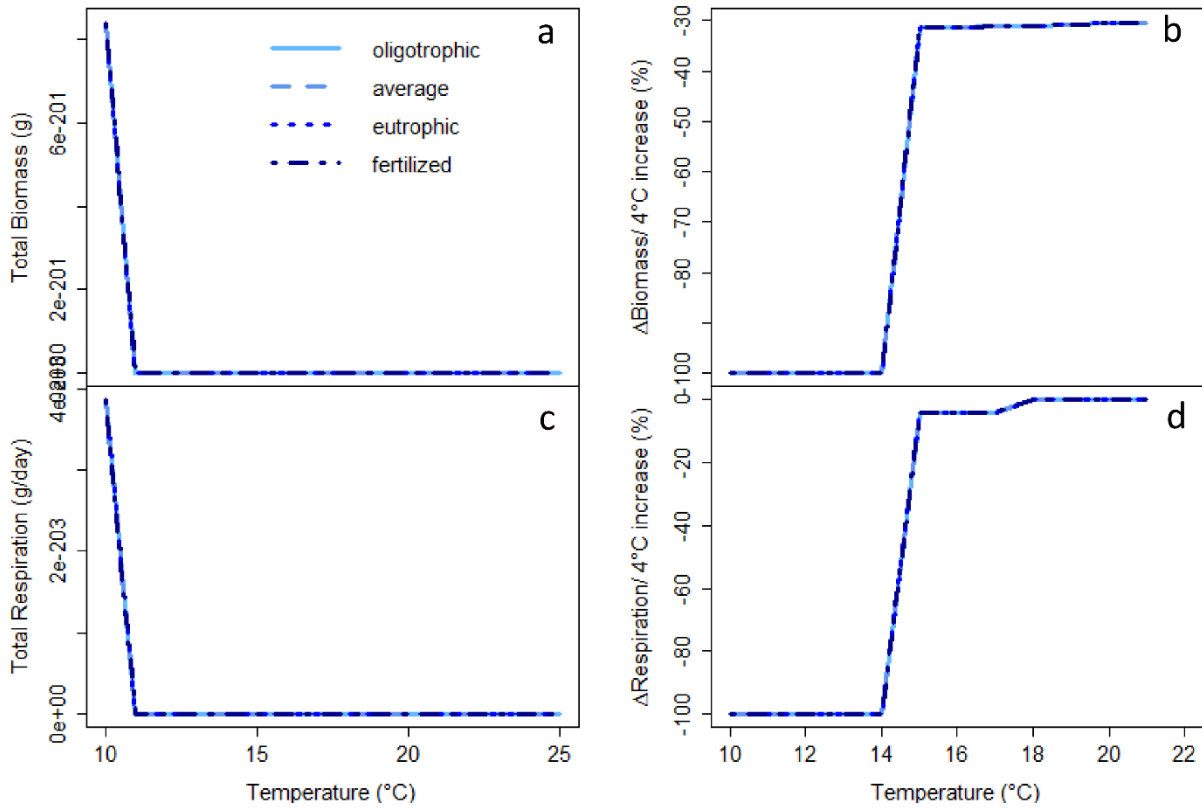 a
oligotrophic
average
eutrophic
fertilized
Total Biomass (g)
2e-201
6e-201
b
ΔBiomass/ 4°C increase (%)
-30
-50
-60
-70
-80
-100
c
Total Respiration (g/day)
0e+00
2e-203
10
15
20
25
Temperature (°C)
d
ΔRespiration/ 4°C increase (%)
0
-20
-40
-60
-80
-100
10
12
14
16
18
20
22
Temperature (°C)